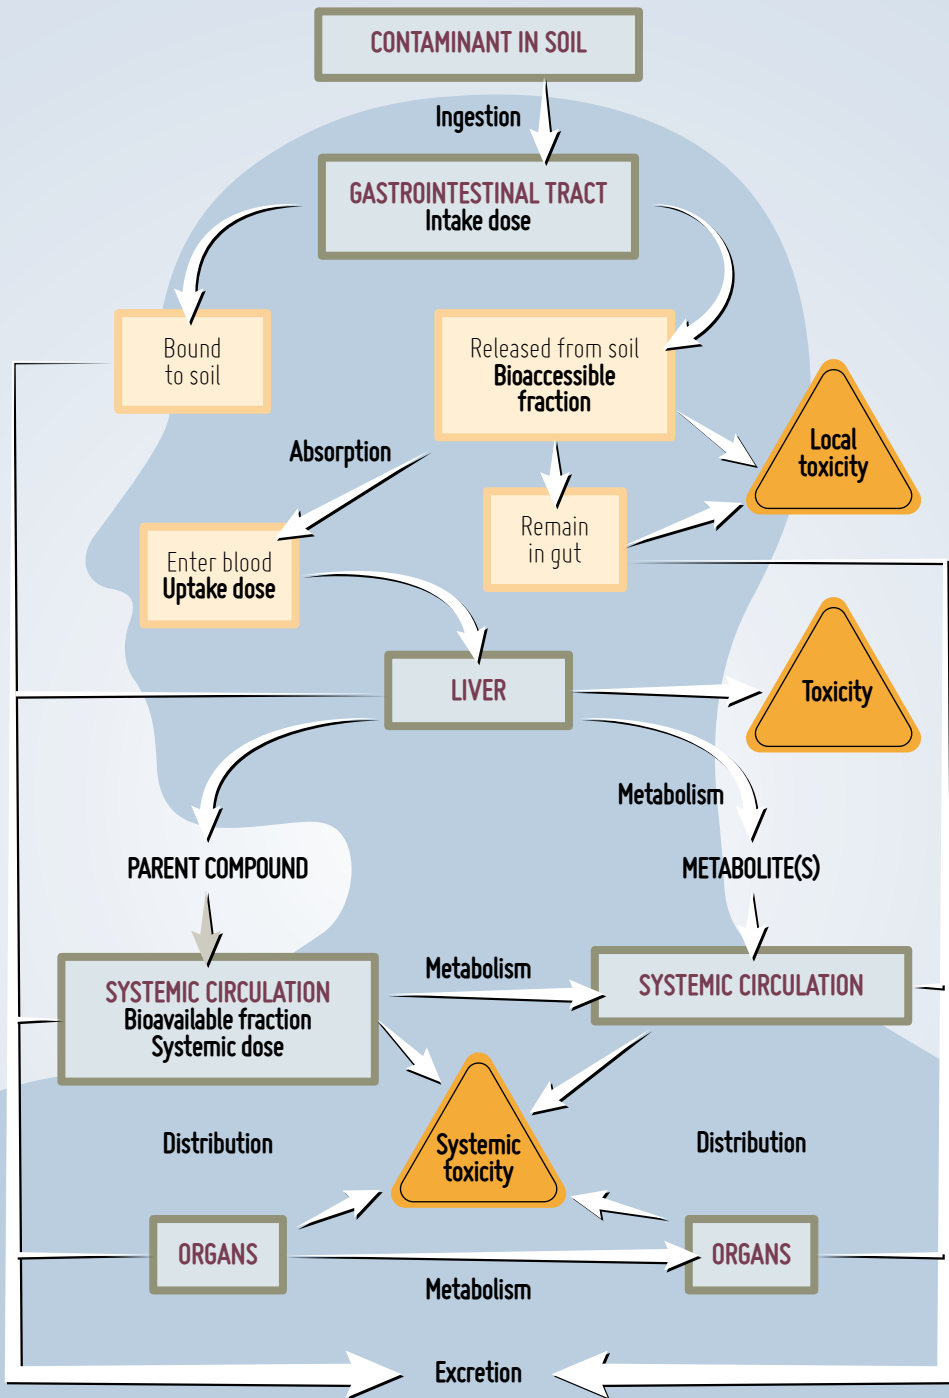 CONTAMINANT IN SOIL
Ingestion
GASTROINTESTINAL TRACT
Intake dose
Bound
to soil
Released from soil
Bioaccessible
fraction
Local
toxicity
Absorption
Remain
in gut
Enter blood
Uptake dose
LIVER
Toxicity
Metabolism
PARENT COMPOUND
METABOLITE(S)
SYSTEMIC CIRCULATION
Bioavailable fraction
Systemic dose
Metabolism
SYSTEMIC CIRCULATION
Distribution
Systemic
toxicity
Distribution
ORGANS
Metabolism
ORGANS
Excretion